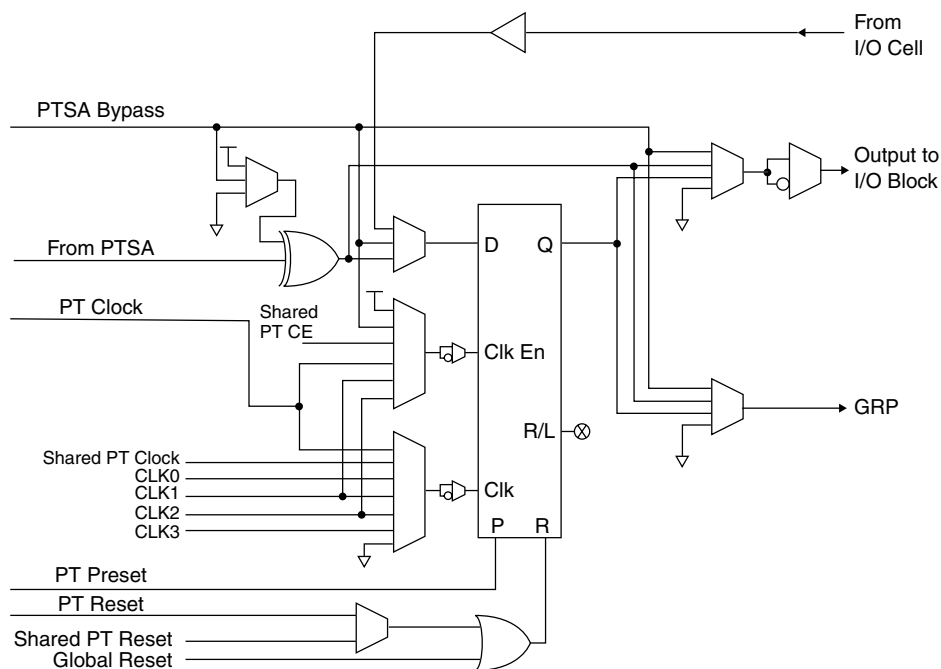 From
I/O Cell
PTSA Bypass
Output to
I/O Block
From PTSA
D
Q
PT Clock
Shared
PT CE
Clk En
GRP
R/L
Shared PT Clock
CLK0
CLK1
CLK2
CLK3
Clk
P
R
PT Preset
PT Reset
Shared PT Reset
Global Reset